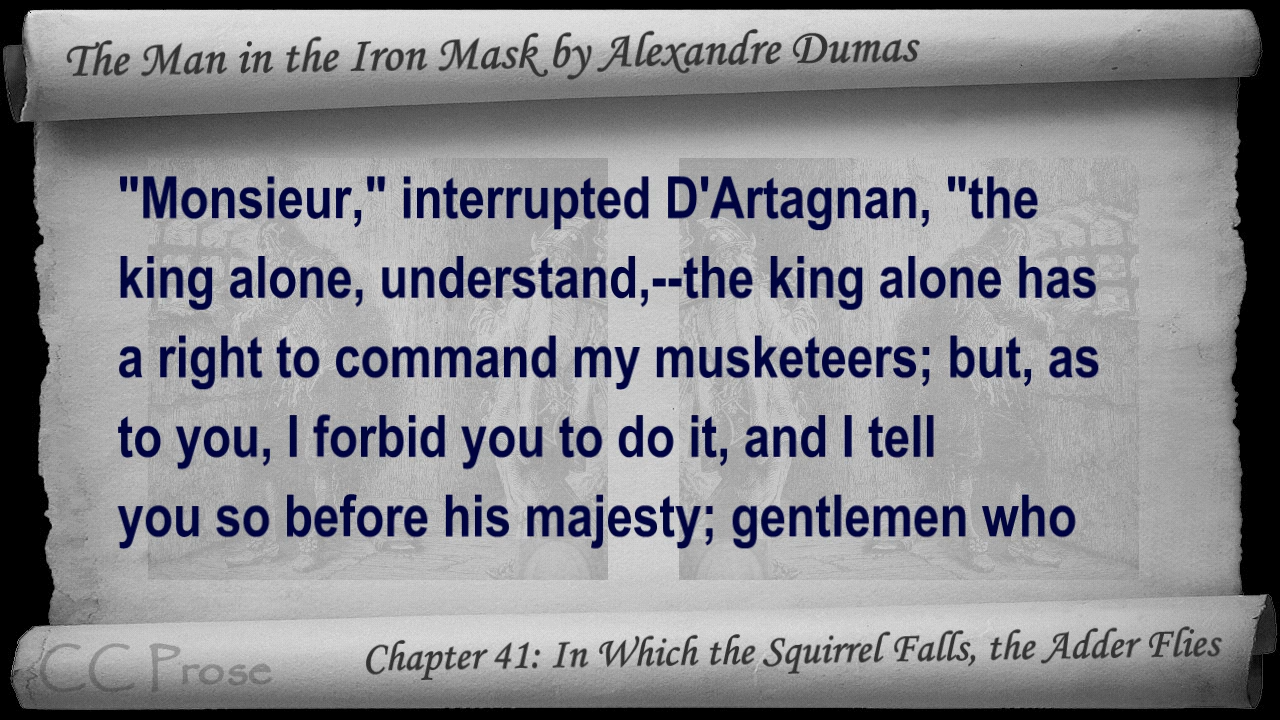 The Man in the Iron Mask by Alexandre Dumas
"Monsieur," interrupted D'Artagnan, "the
king alone, understand,--the king alone has
a right to command my musketeers; but, as
to you, I forbid you to do it, and I tell
you so before his majesty; gentlemen who
CC Prose
Chapter 41: In Which the Squirrel Falls, the Adder Flies